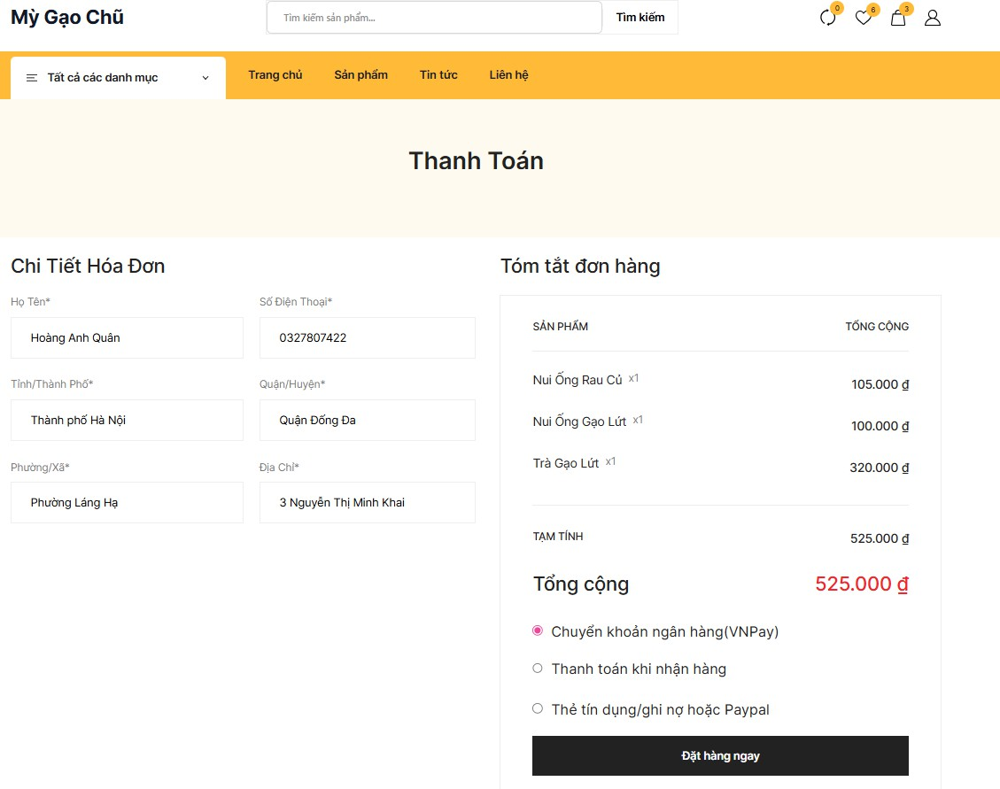 Mỳ Gạo Chũ
Tìm kiếm sản phẩm...
Tìm kiếm
0
6
3
Tất cả các danh mục
Trang chủ
Sản phẩm
Tin tức
Liên hệ
Thanh Toán
Chi Tiết Hóa Đơn
Họ Tên*
Số Điện Thoại*
Hoàng Anh Quân
0327807422
Tỉnh/Thành Phố*
Quận/Huyện*
Thành phố Hà Nội
Quận Đống Đa
Phường/Xã*
Địa Chỉ*
Phường Láng Hạ
3 Nguyễn Thị Minh Khai
Tóm tắt đơn hàng
SẢN PHẨM TỔNG CỘNG
Nui Ống Rau Củ x1 105.000 ₫
Nui Ống Gạo Lứt x1 100.000 ₫
Trà Gạo Lứt x1 320.000 ₫
TẠM TÍNH 525.000 ₫
Tổng cộng 525.000 ₫
Chuyển khoản ngân hàng(VNPay)
Thanh toán khi nhận hàng
Thẻ tín dụng/ghi nợ hoặc Paypal
Đặt hàng ngay